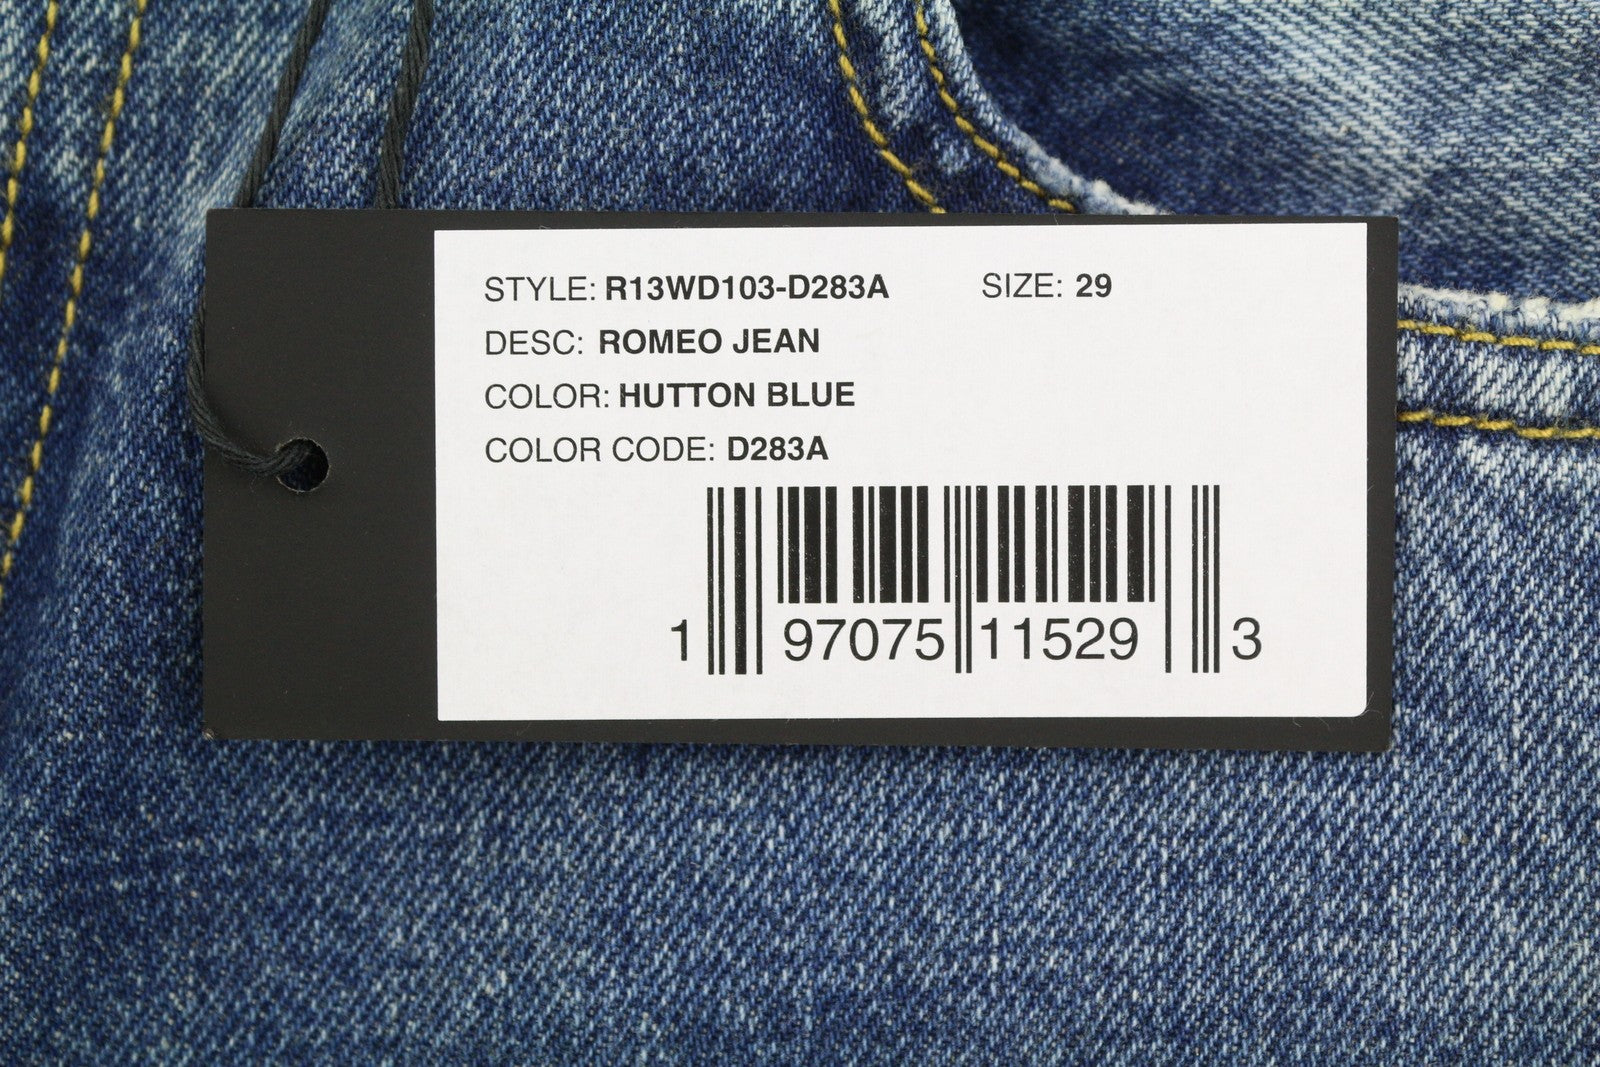 STYLE: R13WD103-D283A SIZE: 29
DESC: ROMEO JEAN
COLOR: HUTTON BLUE
COLOR CODE: D283A
1 97075 11529 3